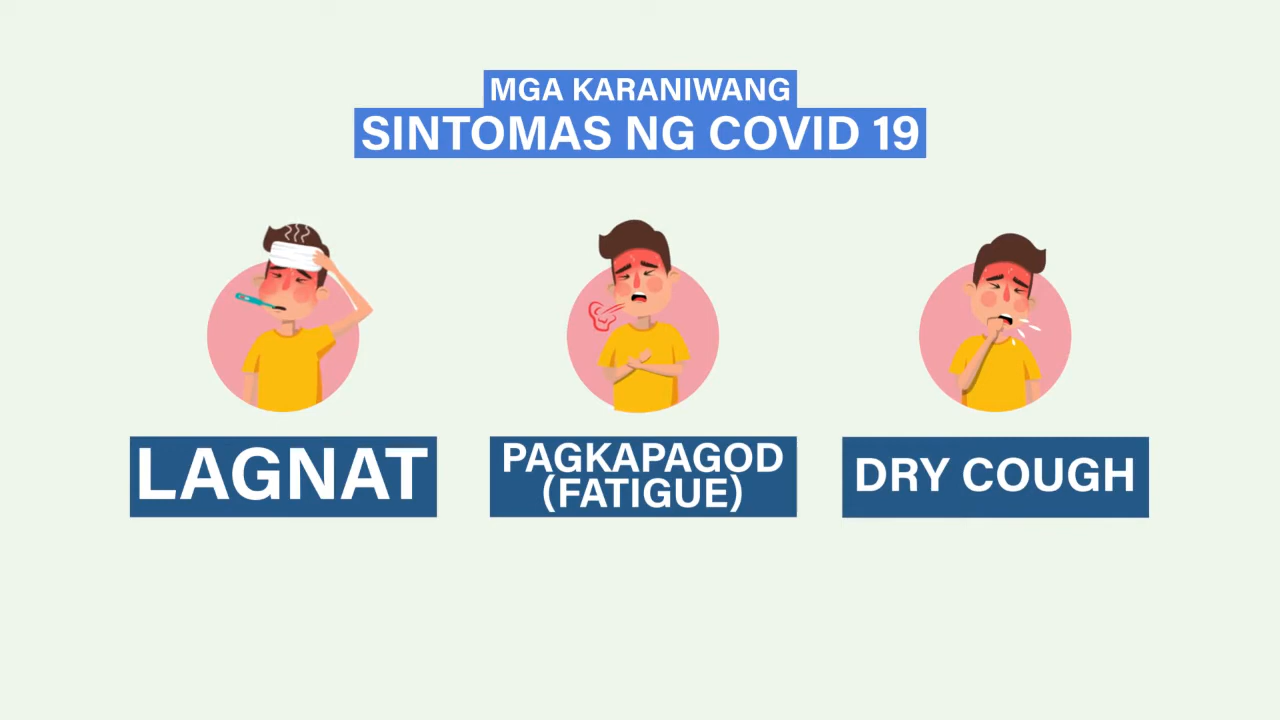 MGA KARANIWANG
SINTOMAS NG COVID 19
LAGNAT
PAGKAPAGOD
(FATIGUE)
DRY COUGH